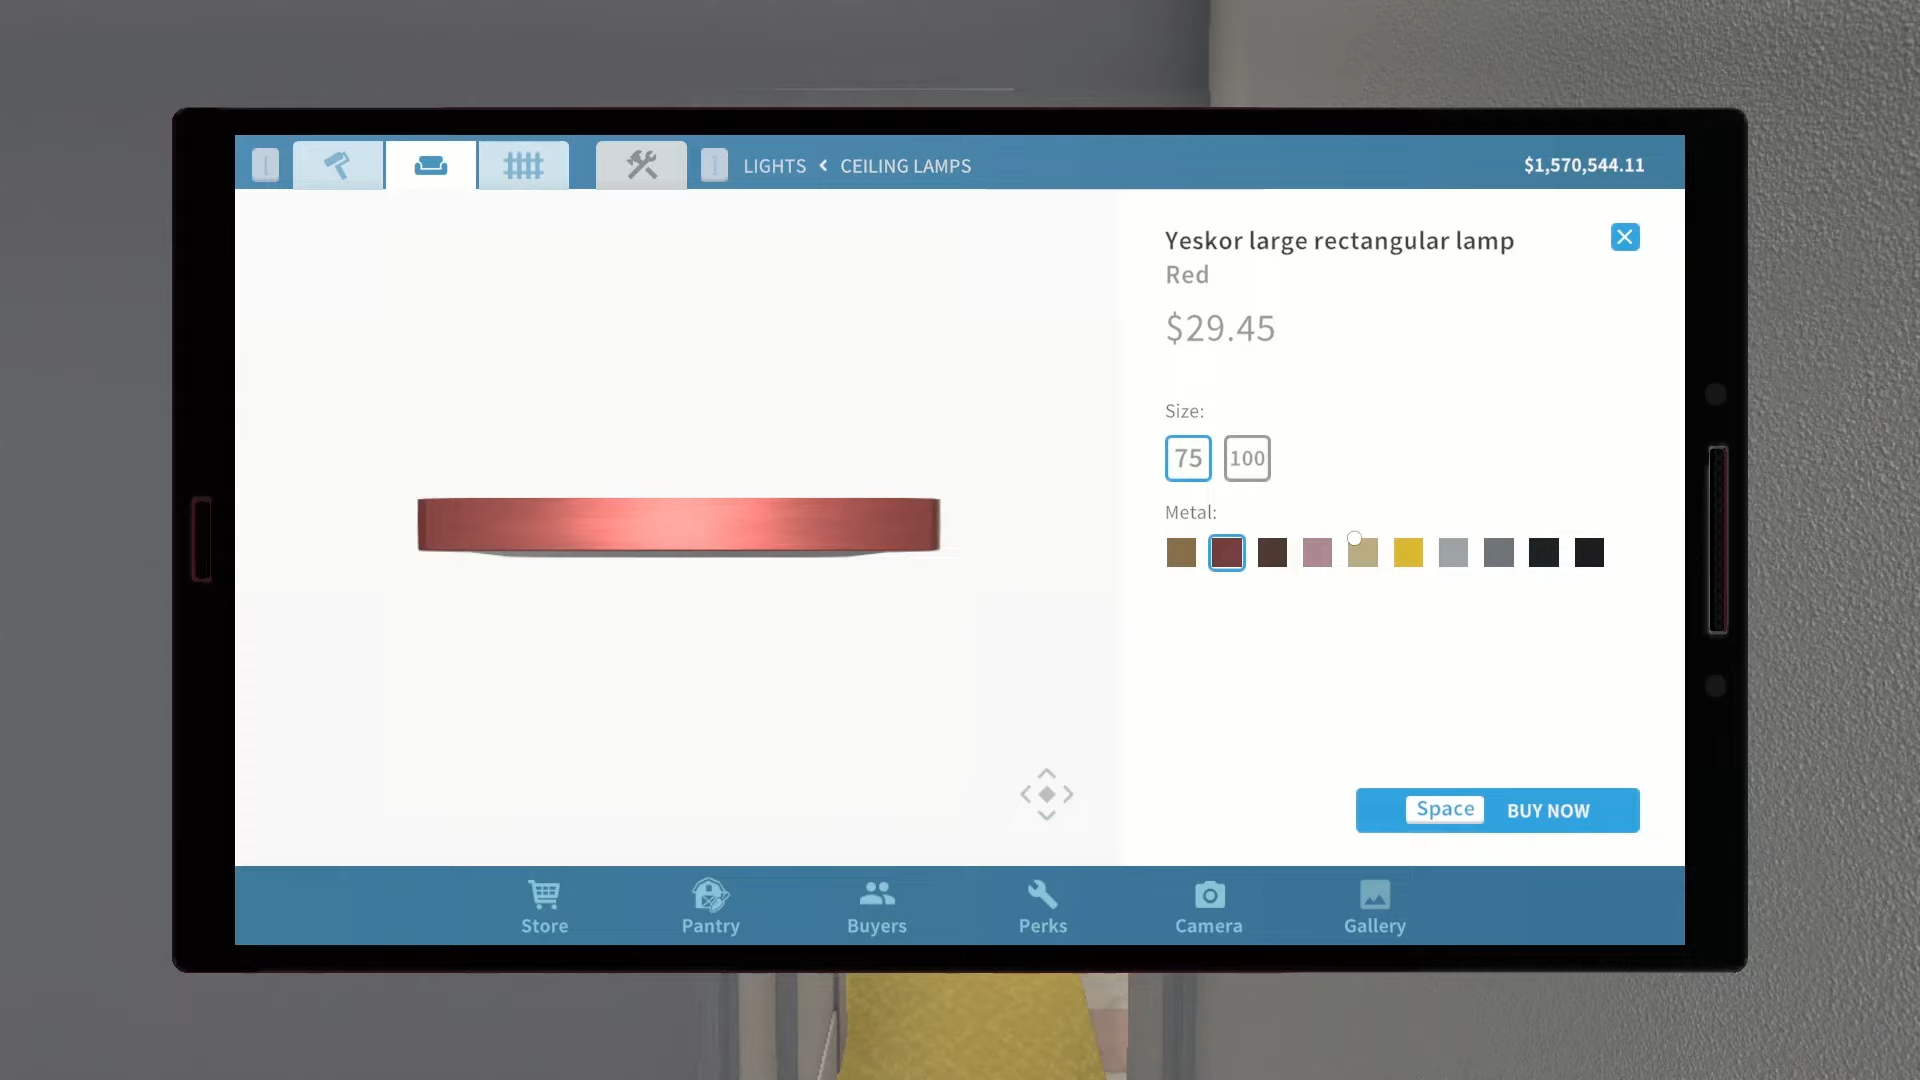 LIGHTS < CEILING LAMPS
$1,570,544.11
Yeskor large rectangular lamp
Red
$29.45
Size:
75 100
Metal:
Space BUY NOW
Store Pantry Buyers Perks Camera Gallery